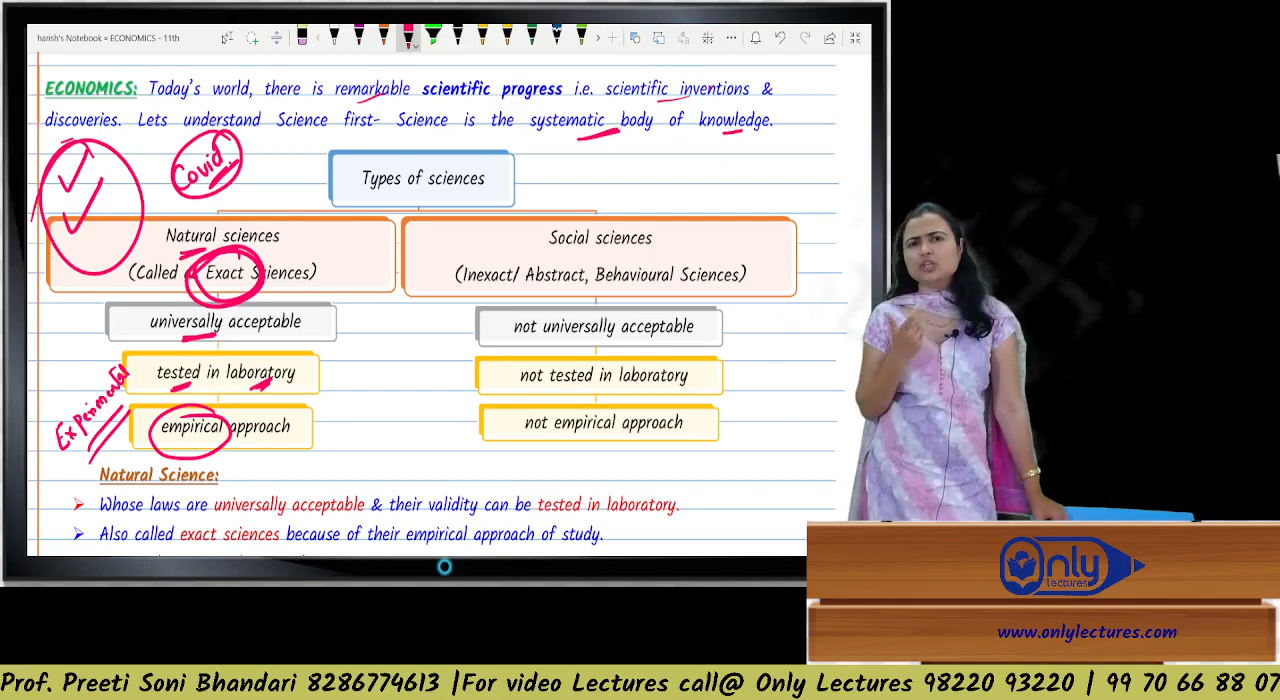 harish's Notebook » ECONOMICS - 11th
ECONOMICS: Today's world, there is remarkable scientific progress i.e. scientific inventions &
discoveries. Lets understand Science first- Science is the systematic body of knowledge.
Covid
Types of sciences
Natural sciences
(Called Exact Sciences)
Social sciences
(Inexact/ Abstract, Behavioural Sciences)
universally acceptable
not universally acceptable
tested in laboratory
not tested in laboratory
Experimental
empirical approach
not empirical approach
Natural Science:
Whose laws are universally acceptable & their validity can be tested in laboratory.
Also called exact sciences because of their empirical approach of study.
Only
Lectures
www.onlylectures.com
Prof. Preeti Soni Bhandari 8286774613 |For video Lectures call@ Only Lectures 98220 93220 | 99 70 66 88 07